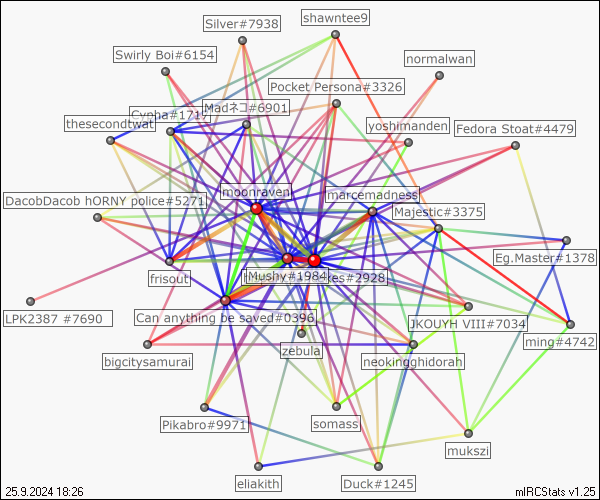 shawntee9
Silver#7938
Swirly Boi#6154
normalwan
Pocket Persona#3326
Madネコ#6901
Cypha#1717
thesecondtwat
yoshimanden
Fedora Stoat#4479
moonraven
marcemadness
DacobDacob hORNY police#5271
Majestic#3375
Eg.Master#1378
frisout
Mushy#1984
kes#2928
LPK2387 #7690
Can anything be saved#0396
JKOUYH VIII#7034
ming#4742
zebula
bigcitysamurai
neokingghidorah
somass
Pikabro#9971
mukszi
eliakith
Duck#1245
25.9.2024 18:26
mIRCStats v1.25